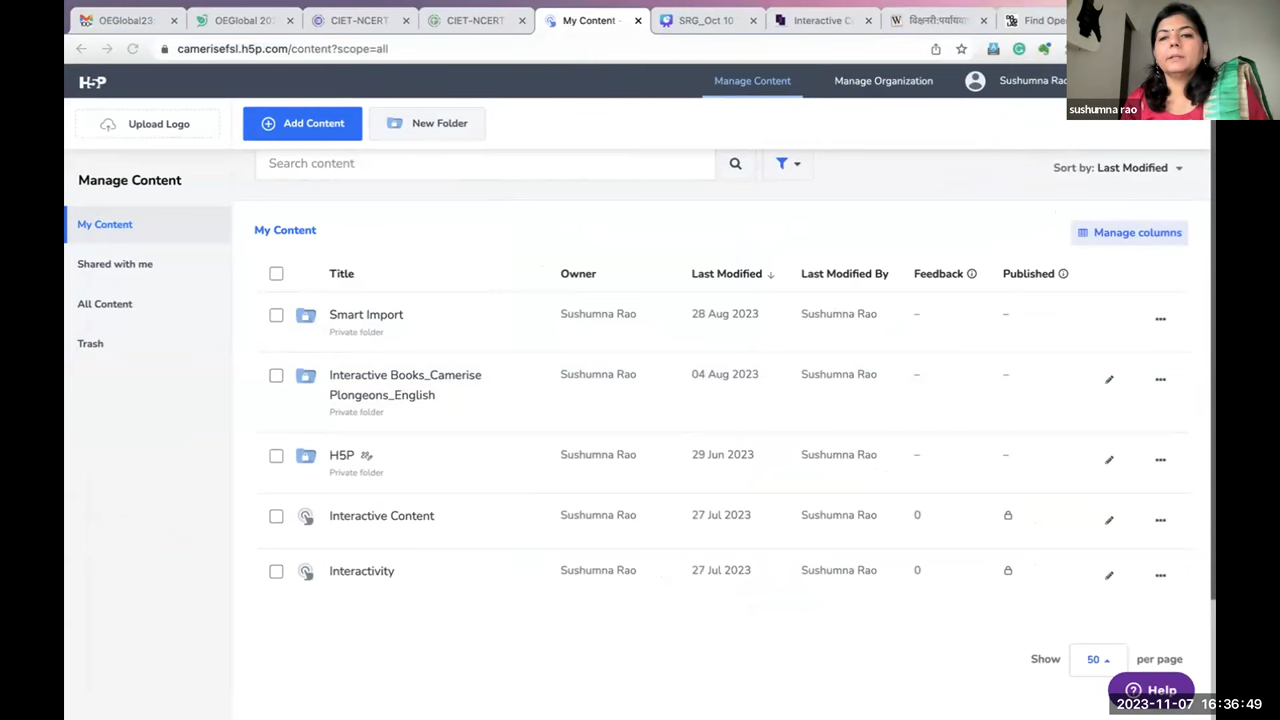 OEGlobal23:
OEGlobal 20
CIET-NCERT
CIET-NCERT
My Content -
SRG_Oct 10
Interactive C
विक्षनरी:पर्यायव
Find Open
camerisefsl.h5p.com/content?scope=all
H5P
Manage Content
Manage Organization
Sushumna Rao
sushumna rao
Upload Logo
Add Content
New Folder
Search content
Sort by: Last Modified
Manage Content
My Content
Shared with me
All Content
Trash
My Content
Manage columns
Title Owner Last Modified ↓ Last Modified By Feedback Published
Smart Import Sushumna Rao 28 Aug 2023 Sushumna Rao – –
Private folder
Interactive Books_Camerise Sushumna Rao 04 Aug 2023 Sushumna Rao – –
Plongeons_English
Private folder
H5P Sushumna Rao 29 Jun 2023 Sushumna Rao – –
Private folder
Interactive Content Sushumna Rao 27 Jul 2023 Sushumna Rao 0
Interactivity Sushumna Rao 27 Jul 2023 Sushumna Rao 0
Show 50 per page
Help
2023-11-07 16:36:49